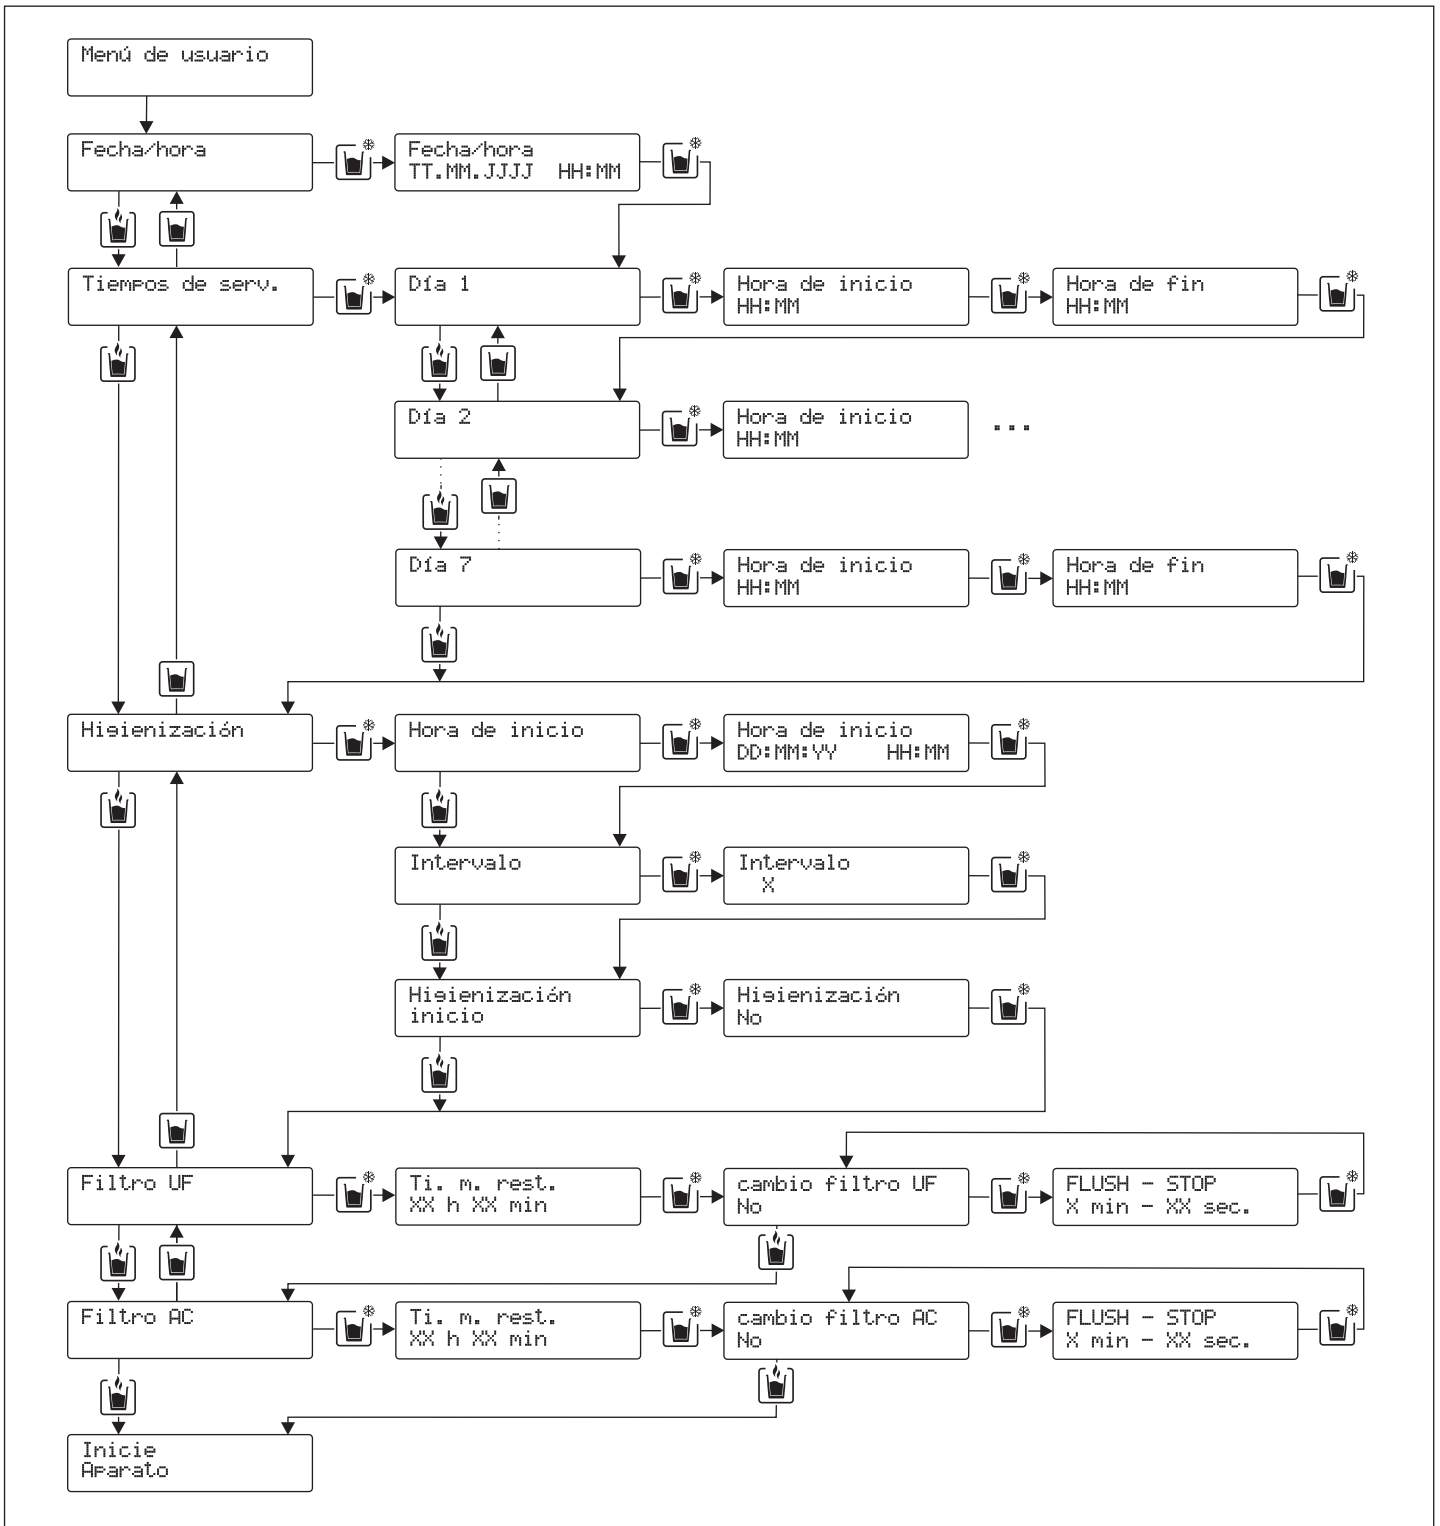 Menú de usuario
Fecha/hora
Fecha/hora
TT.MM.JJJJ HH:MM
Tiempos de serv.
Día 1
Hora de inicio
HH:MM
Hora de fin
HH:MM
Día 2
Hora de inicio
HH:MM
...
Día 7
Hora de inicio
HH:MM
Hora de fin
HH:MM
Higienización
Hora de inicio
Hora de inicio
DD:MM:YY HH:MM
Intervalo
Intervalo
X
Higienización
inicio
Higienización
No
Filtro UF
Ti. m. rest.
XX h XX min
cambio filtro UF
No
FLUSH - STOP
X min - XX sec.
Filtro AC
Ti. m. rest.
XX h XX min
cambio filtro AC
No
FLUSH - STOP
X min - XX sec.
Inicie
Aparato